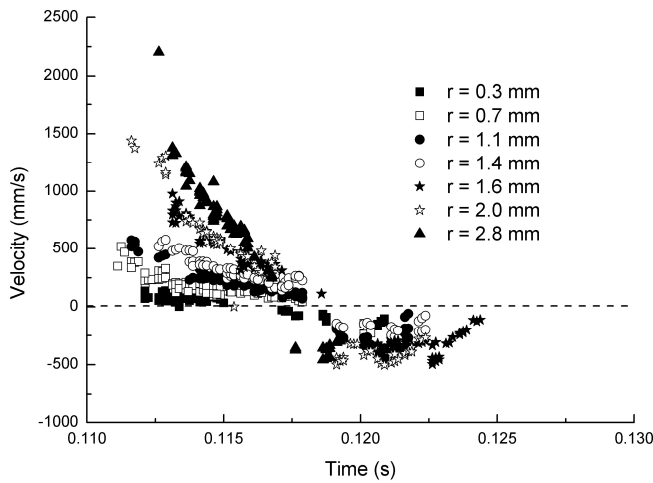 2500
2000
1500
1000
500
0
-500
-1000
Velocity (mm/s)
r = 0.3 mm
r = 0.7 mm
r = 1.1 mm
r = 1.4 mm
r = 1.6 mm
r = 2.0 mm
r = 2.8 mm
0.110 0.115 0.120 0.125 0.130
Time (s)